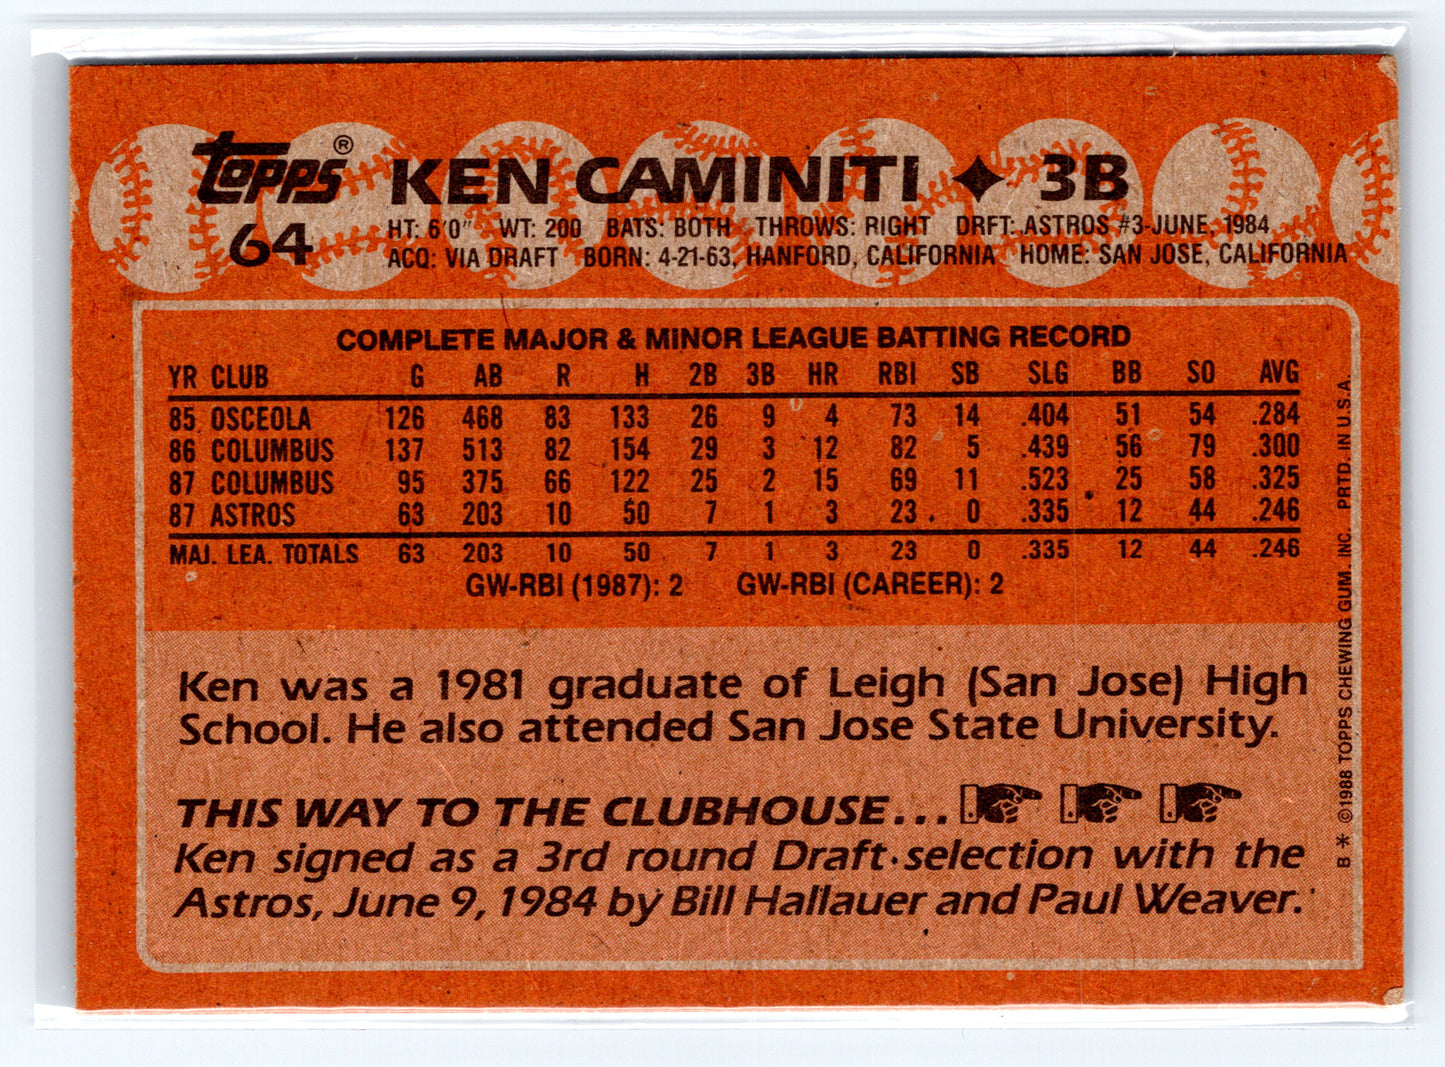 topps® KEN CAMINITI ✦ 3B
64 HT: 6'0" WT: 200 BATS: BOTH THROWS: RIGHT DRFT: ASTROS #3-JUNE, 1984
ACQ: VIA DRAFT BORN: 4-21-63, HANFORD, CALIFORNIA HOME: SAN JOSE, CALIFORNIA
COMPLETE MAJOR & MINOR LEAGUE BATTING RECORD
YR CLUB G AB R H 2B 3B HR RBI SB SLG BB SO AVG
85 OSCEOLA 126 468 83 133 26 9 4 73 14 .404 51 54 .284
86 COLUMBUS 137 513 82 154 29 3 12 82 5 .439 56 79 .300
87 COLUMBUS 95 375 66 122 25 2 15 69 11 .523 25 58 .325
87 ASTROS 63 203 10 50 7 1 3 23 0 .335 12 44 .246
MAJ. LEA. TOTALS 63 203 10 50 7 1 3 23 0 .335 12 44 .246
GW-RBI (1987): 2 GW-RBI (CAREER): 2
Ken was a 1981 graduate of Leigh (San Jose) High
School. He also attended San Jose State University.
THIS WAY TO THE CLUBHOUSE...
Ken signed as a 3rd round Draft selection with the
Astros, June 9, 1984 by Bill Hallauer and Paul Weaver.
B * ©1988 TOPPS CHEWING GUM, INC. PRTD. IN U.S.A.